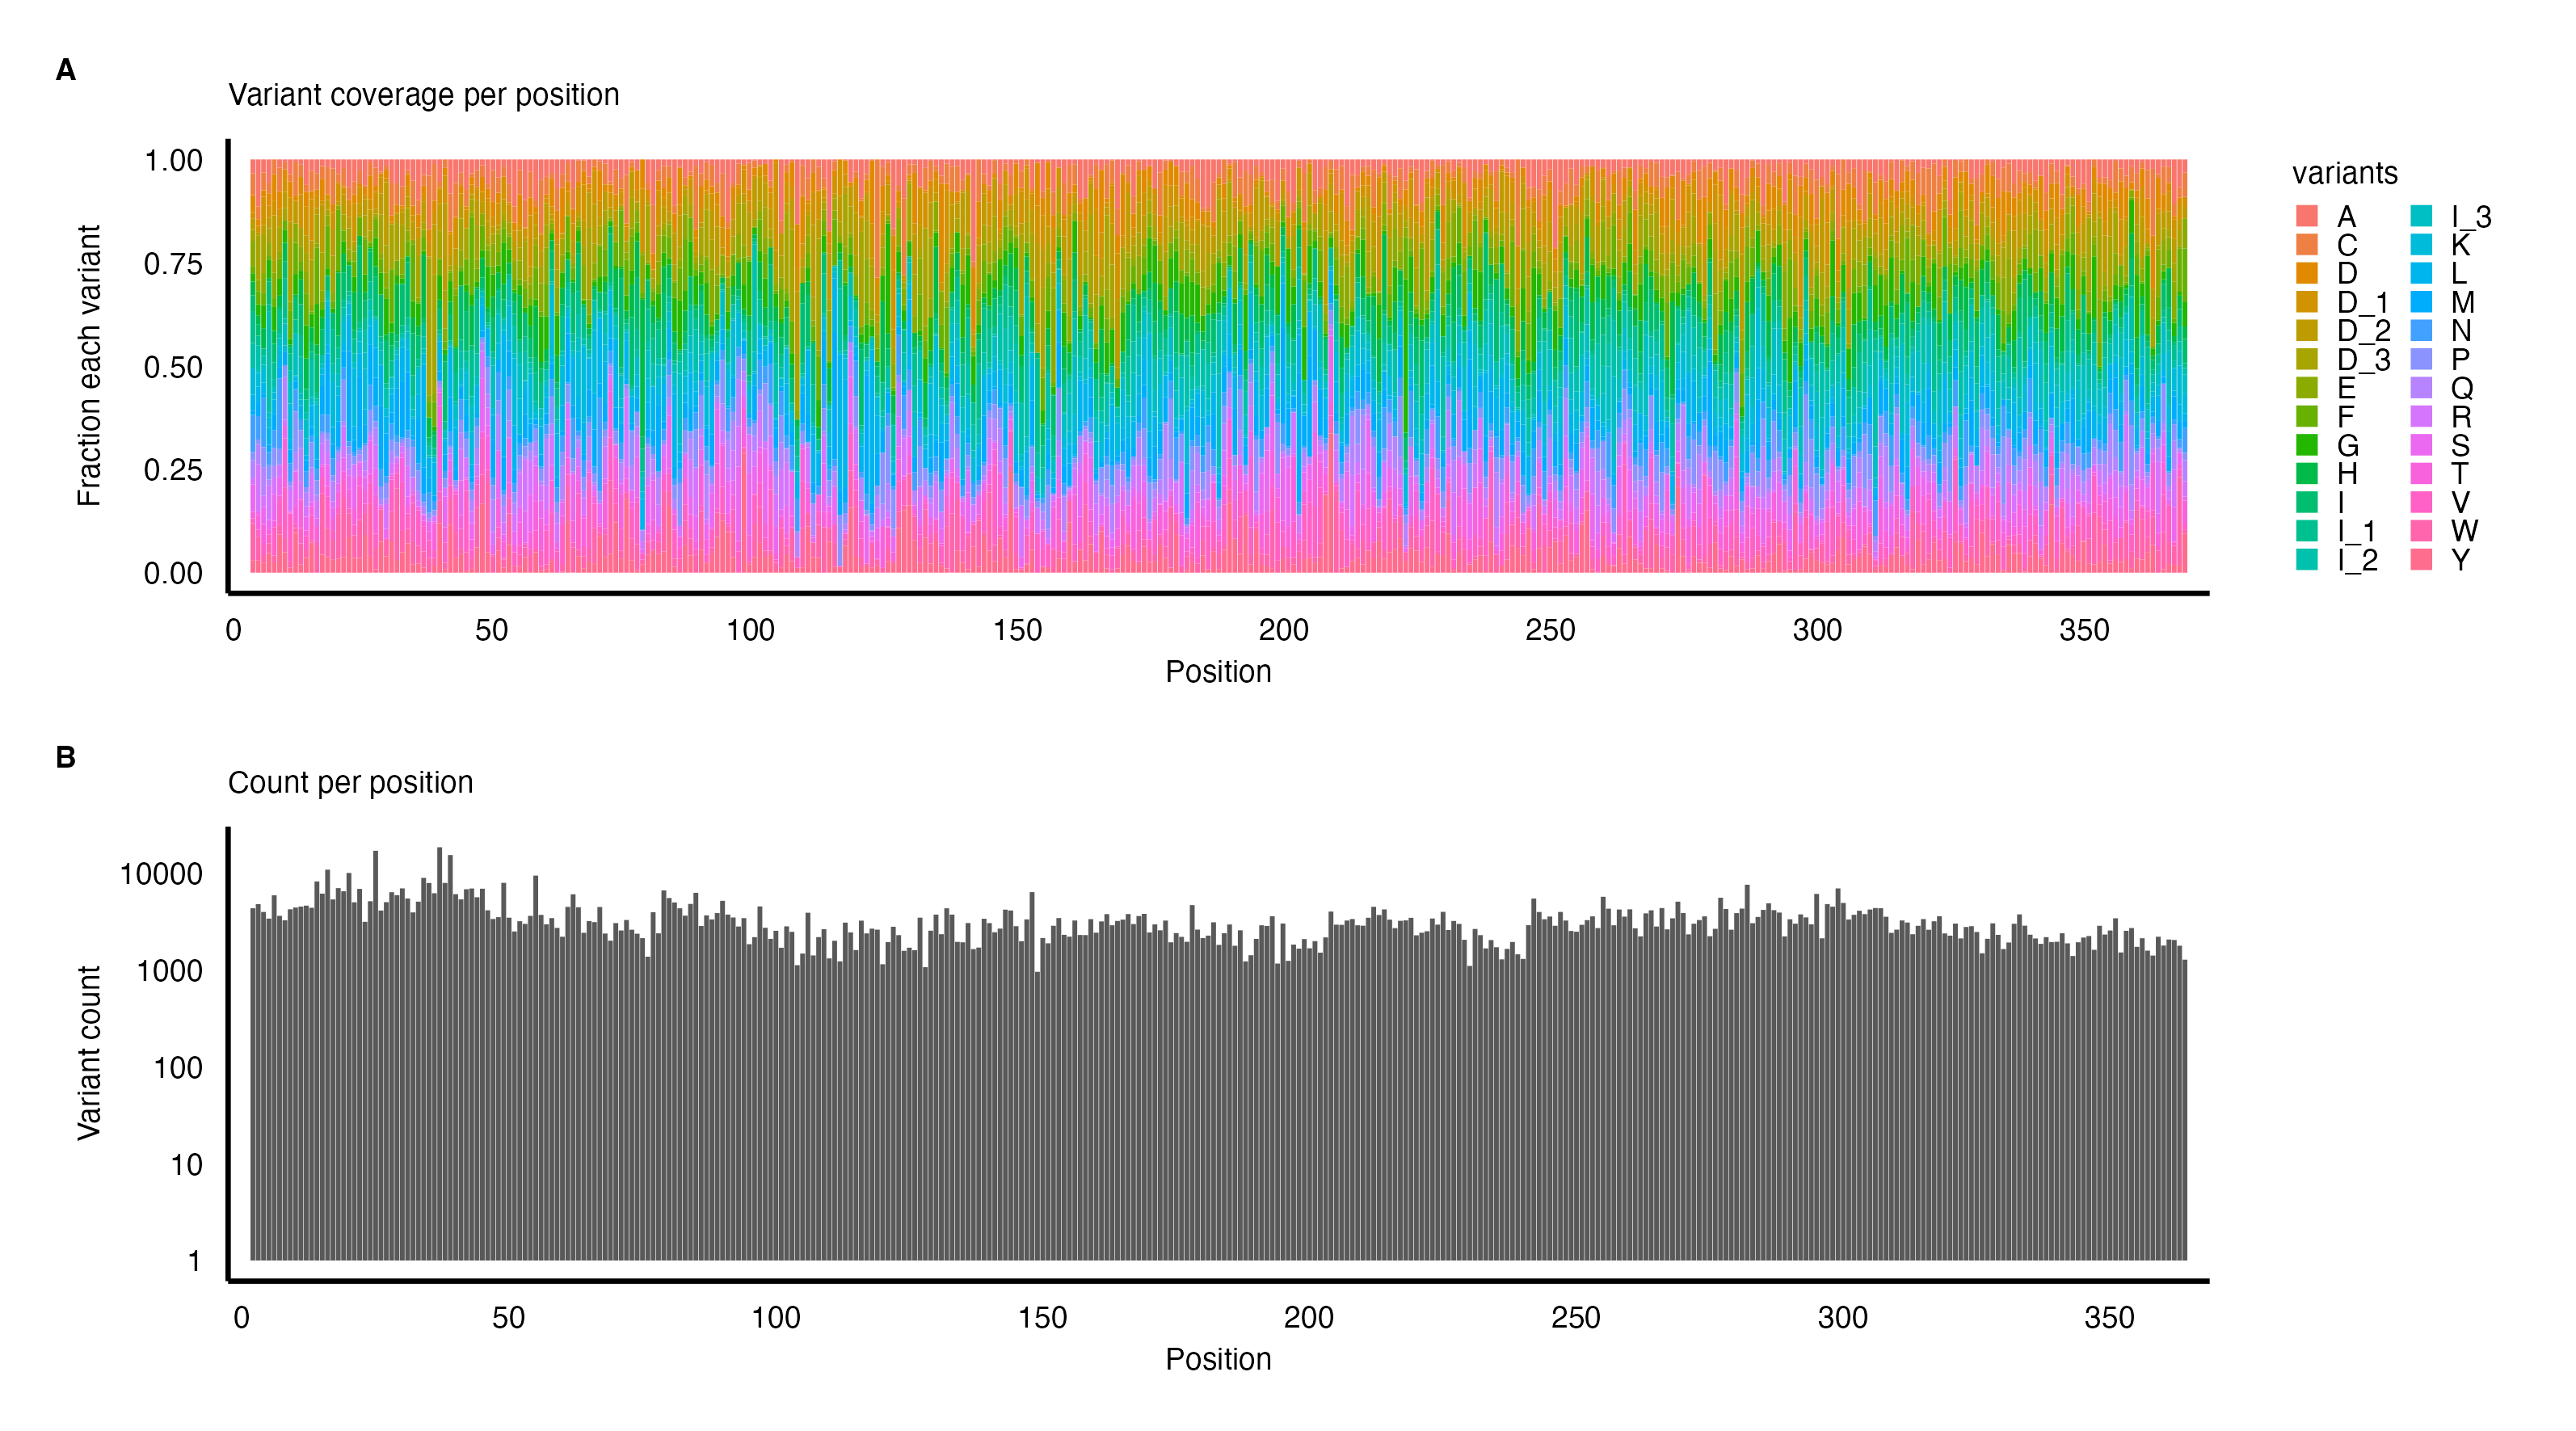 A
Variant coverage per position
1.00
0.75
0.50
0.25
0.00
Fraction each variant
0 50 100 150 200 250 300 350
Position
variants
A I_3
C K
D L
D_1 M
D_2 N
D_3 P
E Q
F R
G S
H T
I V
I_1 W
I_2 Y
B
Count per position
10000
1000
100
10
1
Variant count
0 50 100 150 200 250 300 350
Position